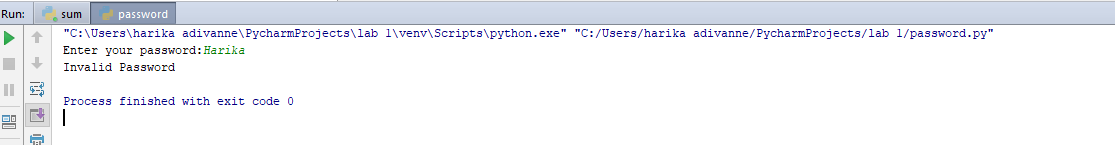 Run: sum password
"C:\Users\harika adivanne\PycharmProjects\lab 1\venv\Scripts\python.exe" "C:/Users/harika adivanne/PycharmProjects/lab 1/password.py"
Enter your password:Harika
Invalid Password
Process finished with exit code 0